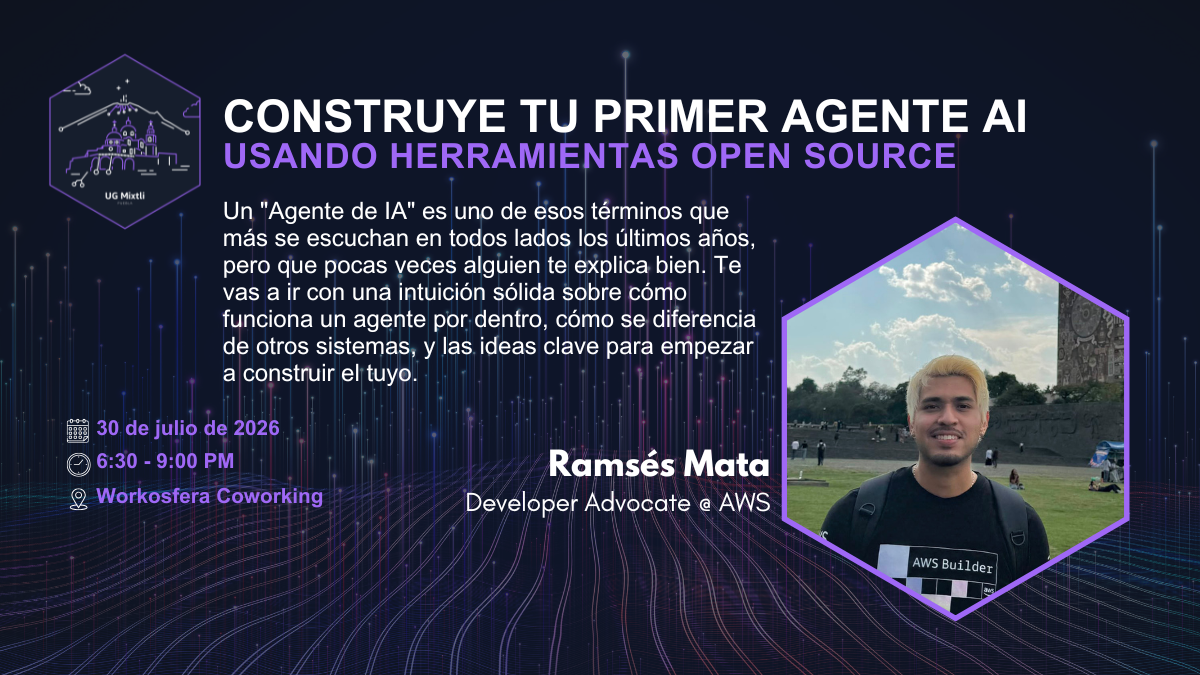 UG Mixtli
PUEBLA
CONSTRUYE TU PRIMER AGENTE AI
USANDO HERRAMIENTAS OPEN SOURCE
Un "Agente de IA" es uno de esos términos que
más se escuchan en todos lados los últimos años,
pero que pocas veces alguien te explica bien. Te
vas a ir con una intuición sólida sobre cómo
funciona un agente por dentro, cómo se diferencia
de otros sistemas, y las ideas clave para empezar
a construir el tuyo.
30 de julio de 2026
6:30 - 9:00 PM
Workosfera Coworking
Ramsés Mata
Developer Advocate @ AWS
AWS Builder
aws